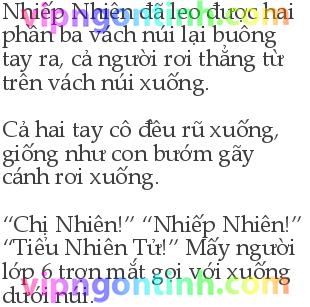 Nhiếp Nhiên đã leo được hai
phần ba vách núi lại buông
tay ra, cả người rơi thẳng từ
trên vách núi xuống.
Cả hai tay cô đều rũ xuống,
giống như con bướm gãy
cánh rơi xuống.
“Chị Nhiên!” “Nhiếp Nhiên!”
“Tiểu Nhiên Tử!” Mấy người
lớp 6 trợn mắt gọi với xuống
dưới núi.
vipngontinh.com
vipngontinh.com